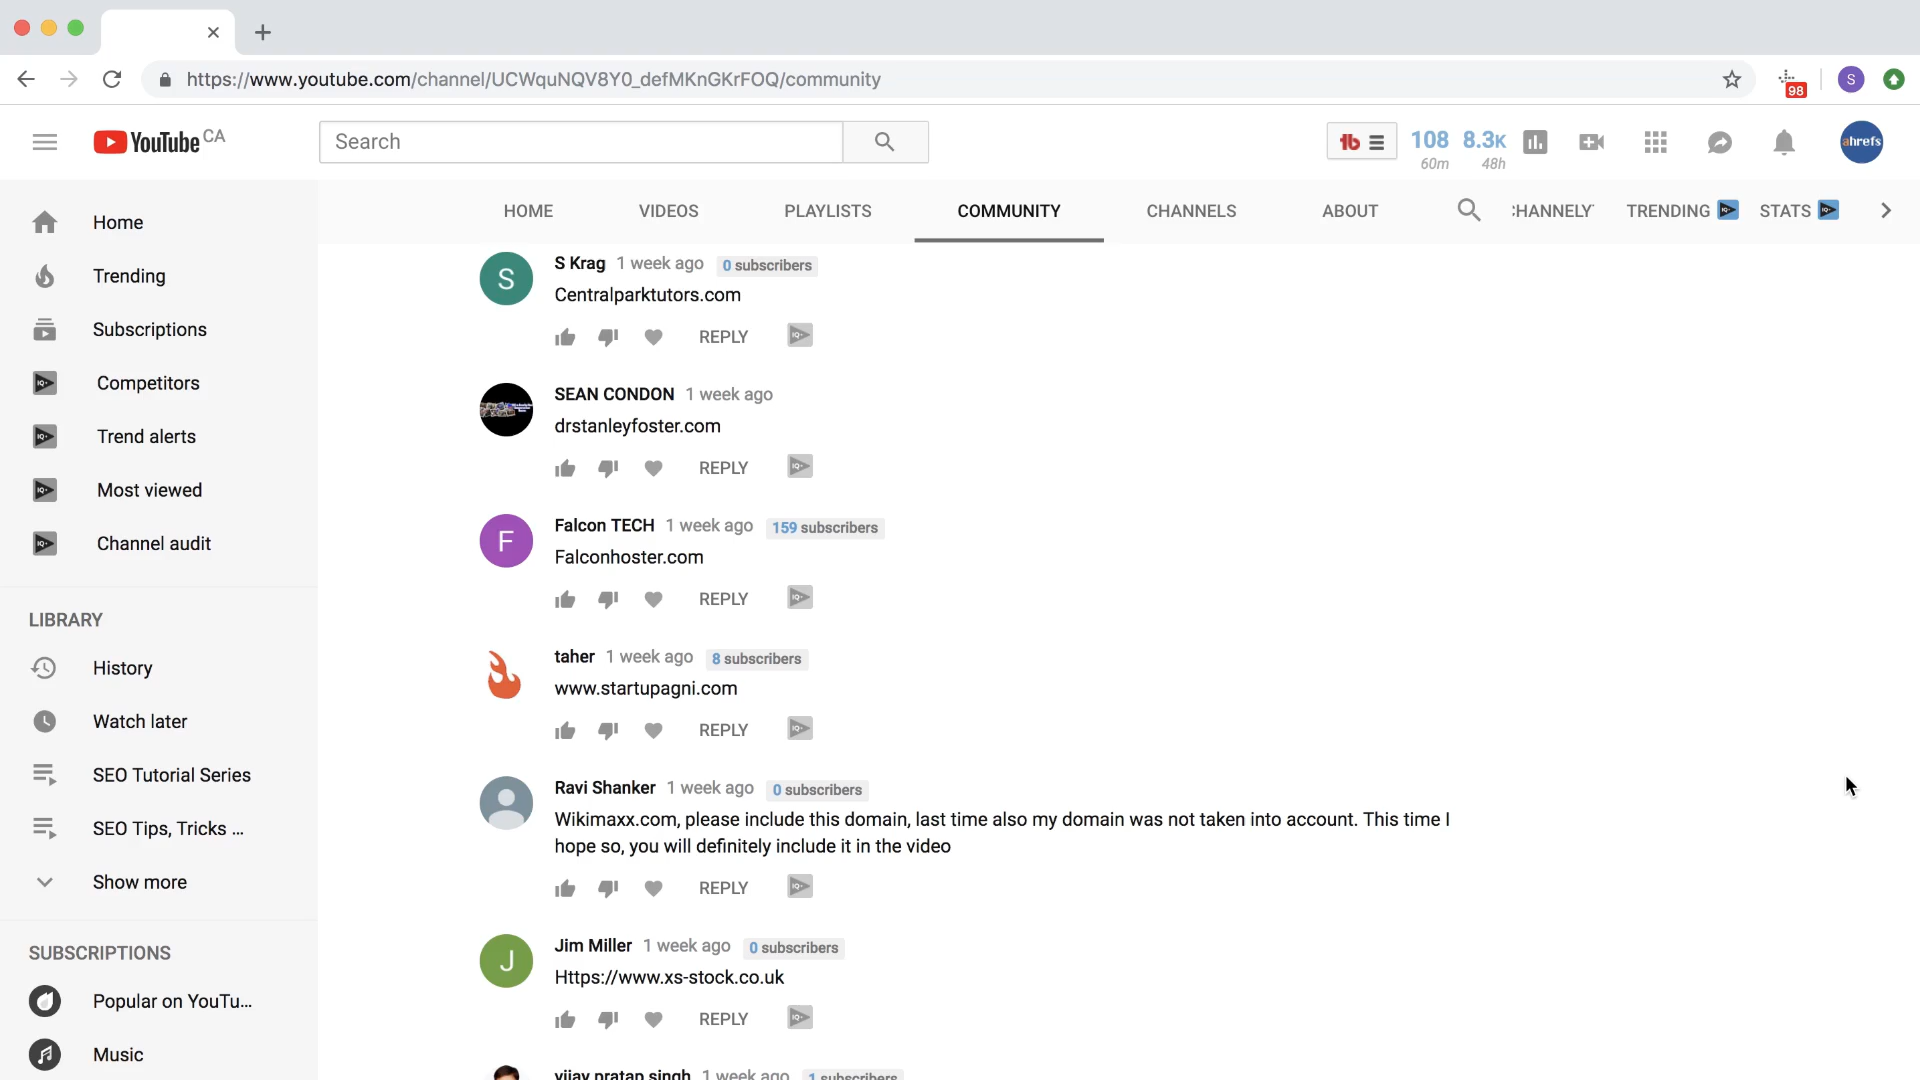 https://www.youtube.com/channel/UCWquNQV8Y0_defMKnGKrFOQ/community
98
S
YouTube CA
Search
108 60m
8.3K 48h
ahrefs
HOME VIDEOS PLAYLISTS COMMUNITY CHANNELS ABOUT HANNELY TRENDING STATS
Home
Trending
Subscriptions
Competitors
Trend alerts
Most viewed
Channel audit
LIBRARY
History
Watch later
SEO Tutorial Series
SEO Tips, Tricks ...
Show more
SUBSCRIPTIONS
Popular on YouTu...
Music
S
S Krag 1 week ago 0 subscribers
Centralparktutors.com
REPLY
SEAN CONDON 1 week ago
drstanleyfoster.com
REPLY
F
Falcon TECH 1 week ago 159 subscribers
Falconhoster.com
REPLY
taher 1 week ago 8 subscribers
www.startupagni.com
REPLY
Ravi Shanker 1 week ago 0 subscribers
Wikimaxx.com, please include this domain, last time also my domain was not taken into account. This time I
hope so, you will definitely include it in the video
REPLY
J
Jim Miller 1 week ago 0 subscribers
Https://www.xs-stock.co.uk
REPLY
vijay pratap singh 1 week ago 1 subscribers